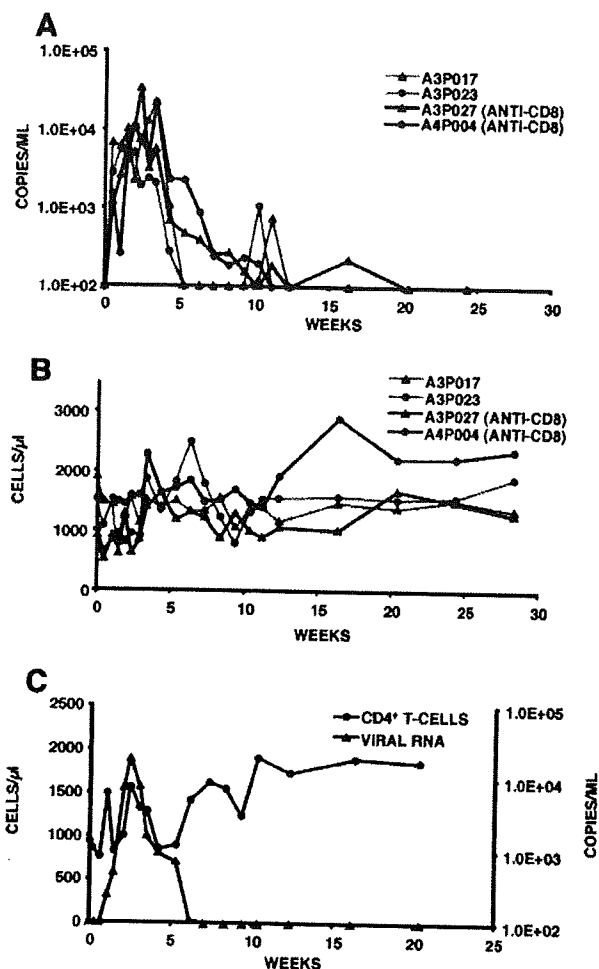 A
1.0E+05
1.0E+04
1.0E+03
1.0E+02
COPIES/ML
0 5 10 15 20 25 30
WEEKS
A3P017
A3P023
A3P027 (ANTI-CD8)
A4P004 (ANTI-CD8)
B
3000
2000
1000
0
CELLS/µl
0 5 10 15 20 25 30
WEEKS
A3P017
A3P023
A3P027 (ANTI-CD8)
A4P004 (ANTI-CD8)
C
2500
2000
1500
1000
500
0
CELLS/µl
CD4⁺ T-CELLS
VIRAL RNA
1.0E+05
1.0E+04
1.0E+03
1.0E+02
COPIES/ML
0 5 10 15 20 25
WEEKS